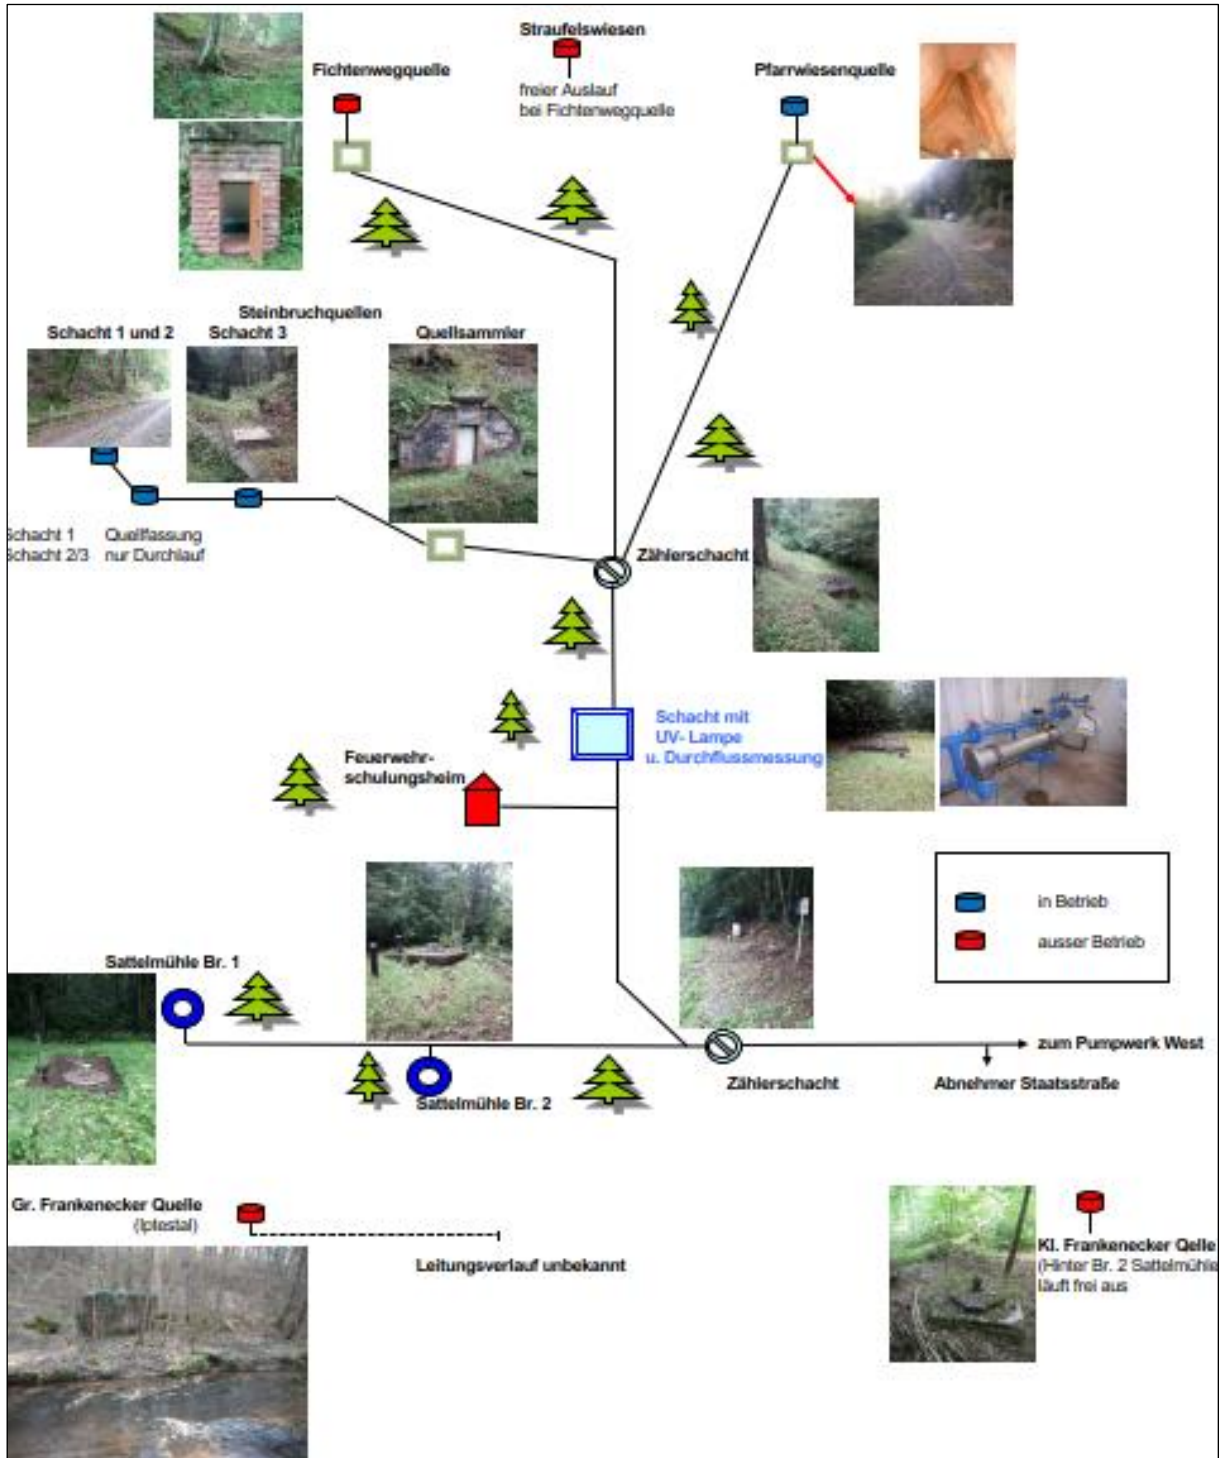 Straufelswiesen
freier Auslauf
bei Fichtenwegquelle
Fichtenwegquelle
Pfarrwiesenquelle
Steinbruchquellen
Schacht 1 und 2
Schacht 3
Quellsammler
Schacht 1 Quellfassung
Schacht 2/3 nur Durchlauf
Zählerschacht
Schacht mit
UV- Lampe
u. Durchflussmessung
Feuerwehr-
schulungsheim
in Betrieb
ausser Betrieb
Sattelmühle Br. 1
Sattelmühle Br. 2
Zählerschacht
zum Pumpwerk West
Abnehmer Staatsstraße
Gr. Frankenecker Quelle
(Iptestal)
Leitungsverlauf unbekannt
Kl. Frankenecker Qelle
(Hinter Br. 2 Sattelmühle
läuft frei aus